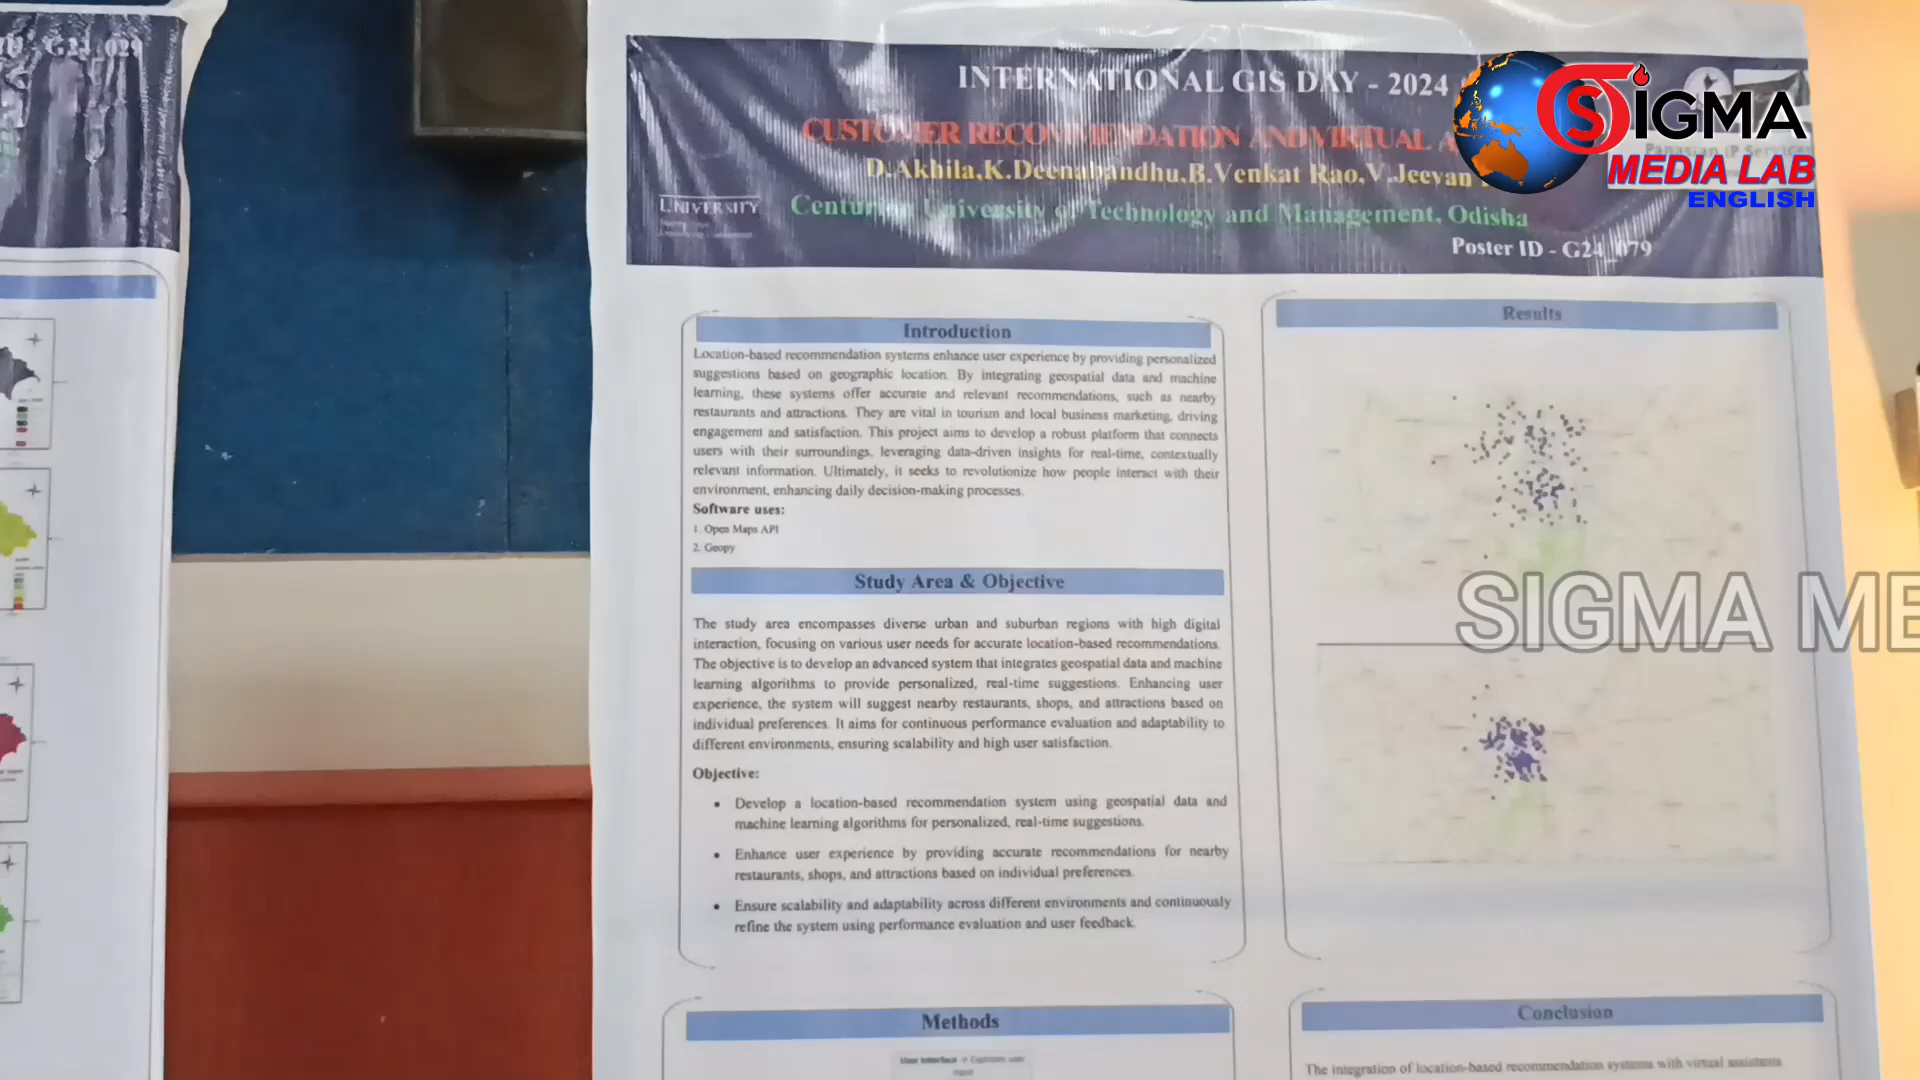 G24_029
INTERNATIONAL GIS DAY - 2024
CUSTOMER RECOMMENDATION AND VIRTUAL A
D.Akhila,K.Deenabandhu,B.Venkat Rao,V.Jeevan
UNIVERSITY
Centurion University of Technology and Management, Odisha
Poster ID - G24_079
SIGMA
MEDIA LAB
ENGLISH
Introduction
Location-based recommendation systems enhance user experience by providing personalized
suggestions based on geographic location. By integrating geospatial data and machine
learning, these systems offer accurate and relevant recommendations, such as nearby
restaurants and attractions. They are vital in tourism and local business marketing, driving
engagement and satisfaction. This project aims to develop a robust platform that connects
users with their surroundings, leveraging data-driven insights for real-time, contextually
relevant information. Ultimately, it seeks to revolutionize how people interact with their
environment, enhancing daily decision-making processes.
Software uses:
1. Open Maps API
2. Geopy
Study Area & Objective
The study area encompasses diverse urban and suburban regions with high digital
interaction, focusing on various user needs for accurate location-based recommendations.
The objective is to develop an advanced system that integrates geospatial data and machine
learning algorithms to provide personalized, real-time suggestions. Enhancing user
experience, the system will suggest nearby restaurants, shops, and attractions based on
individual preferences. It aims for continuous performance evaluation and adaptability to
different environments, ensuring scalability and high user satisfaction.
Objective:
• Develop a location-based recommendation system using geospatial data and
machine learning algorithms for personalized, real-time suggestions.
• Enhance user experience by providing accurate recommendations for nearby
restaurants, shops, and attractions based on individual preferences.
• Ensure scalability and adaptability across different environments and continuously
refine the system using performance evaluation and user feedback.
Methods
User Interface → Captures user
input
Results
SIGMA ME
Conclusion
The integration of location-based recommendation systems with virtual assistants